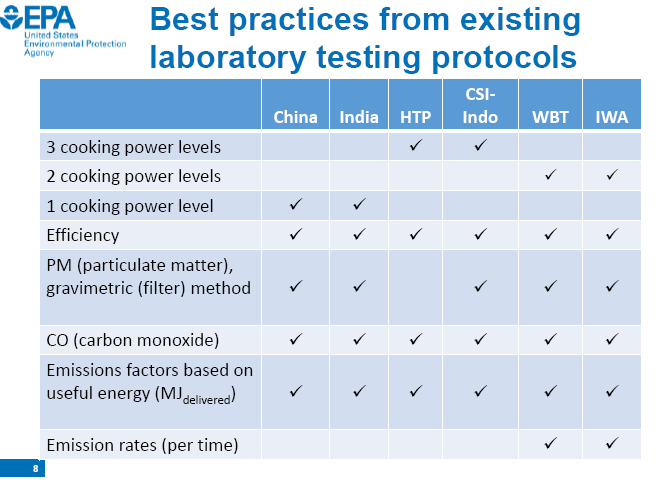 EPA
United States
Environmental Protection
Agency
Best practices from existing
laboratory testing protocols
China India HTP CSI-
Indo WBT IWA
3 cooking power levels ✓ ✓
2 cooking power levels ✓ ✓
1 cooking power level ✓ ✓
Efficiency ✓ ✓ ✓ ✓ ✓ ✓
PM (particulate matter),
gravimetric (filter) method ✓ ✓ ✓ ✓ ✓
CO (carbon monoxide) ✓ ✓ ✓ ✓ ✓ ✓
Emissions factors based on
useful energy (MJdelivered) ✓ ✓ ✓ ✓ ✓ ✓
Emission rates (per time) ✓ ✓
8